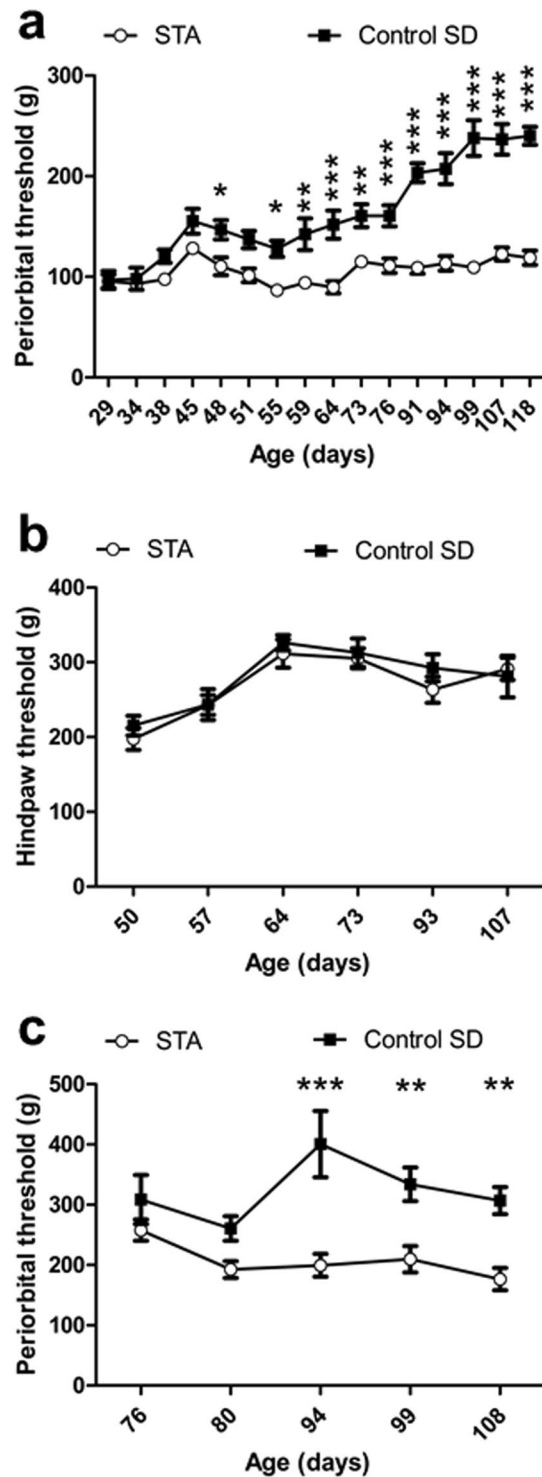 a
STA Control SD
Periorbital threshold (g)
300
200
100
0
* * ** *** ** *** *** *** *** *** ***
29 34 38 45 48 51 55 59 64 73 76 91 94 99 107 118
Age (days)
b
STA Control SD
Hindpaw threshold (g)
400
300
200
100
0
50 57 64 73 93 107
Age (days)
c
STA Control SD
Periorbital threshold (g)
500
400
300
200
100
0
*** ** **
76 80 94 99 108
Age (days)